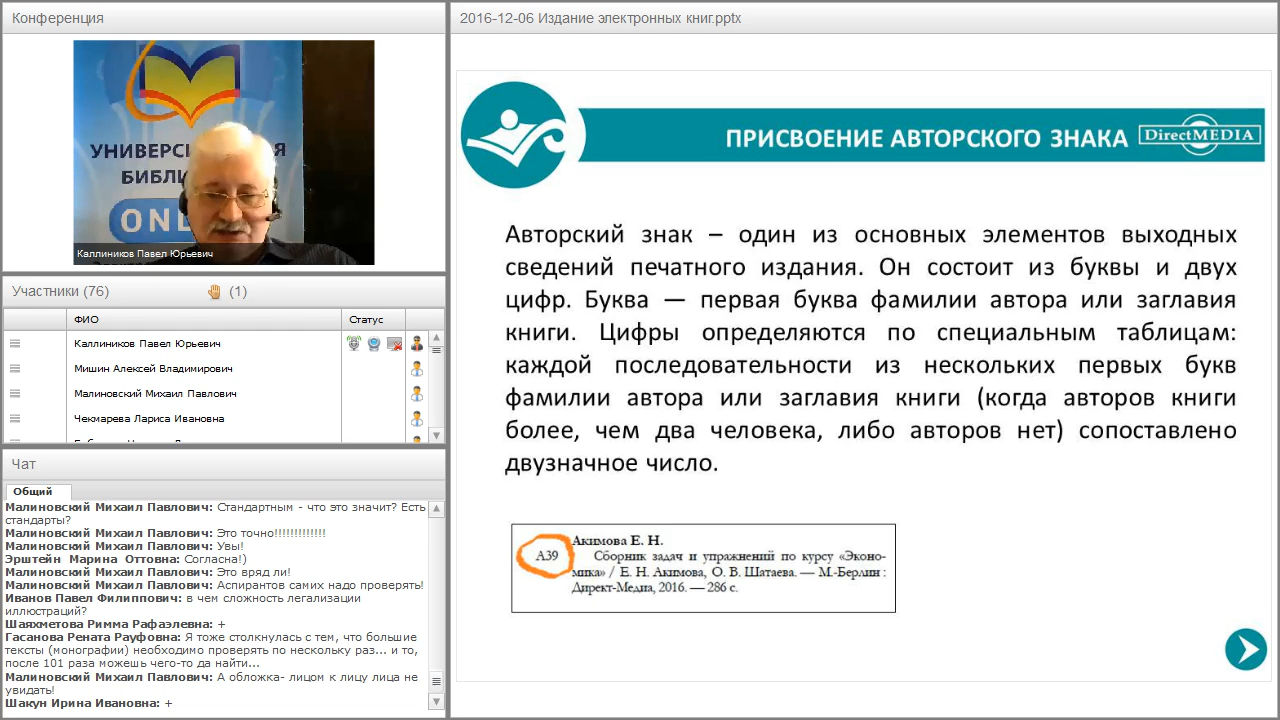 Конференция
УНИВЕРСИ АЯ
БИБЛИ
ONL
Каллиников Павел Юрьевич
Участники (76) (1)
ФИО Статус
Каллиников Павел Юрьевич
Мишин Алексей Владимирович
Малиновский Михаил Павлович
Чекмарева Лариса Ивановна
Чат
Общий
Малиновский Михаил Павлович: Стандартным - что это значит? Есть
стандарты?
Малиновский Михаил Павлович: Это точно!!!!!!!!!!!!!
Малиновский Михаил Павлович: Увы!
Эрштейн Марина Оттовна: Согласна!)
Малиновский Михаил Павлович: Это вряд ли!
Малиновский Михаил Павлович: Аспирантов самих надо проверять!
Иванов Павел Филиппович: в чем сложность легализации
иллюстраций?
Шаяхметова Римма Рафаэлевна: +
Гасанова Рената Рауфовна: Я тоже столкнулась с тем, что большие
тексты (монографии) необходимо проверять по нескольку раз... и то,
после 101 раза можешь чего-то да найти...
Малиновский Михаил Павлович: А обложка- лицом к лицу лица не
увидать!
Шакун Ирина Ивановна: +
2016-12-06 Издание электронных книг.pptx
ПРИСВОЕНИЕ АВТОРСКОГО ЗНАКА
DirectMEDIA
Авторский знак – один из основных элементов выходных
сведений печатного издания. Он состоит из буквы и двух
цифр. Буква — первая буква фамилии автора или заглавия
книги. Цифры определяются по специальным таблицам:
каждой последовательности из нескольких первых букв
фамилии автора или заглавия книги (когда авторов книги
более, чем два человека, либо авторов нет) сопоставлено
двузначное число.
Акимова Е. Н.
А39 Сборник задач и упражнений по курсу «Эконо-
мика» / Е. Н. Акимова, О. В. Шатаева. — М.-Берлин :
Директ-Медиа, 2016. — 286 с.